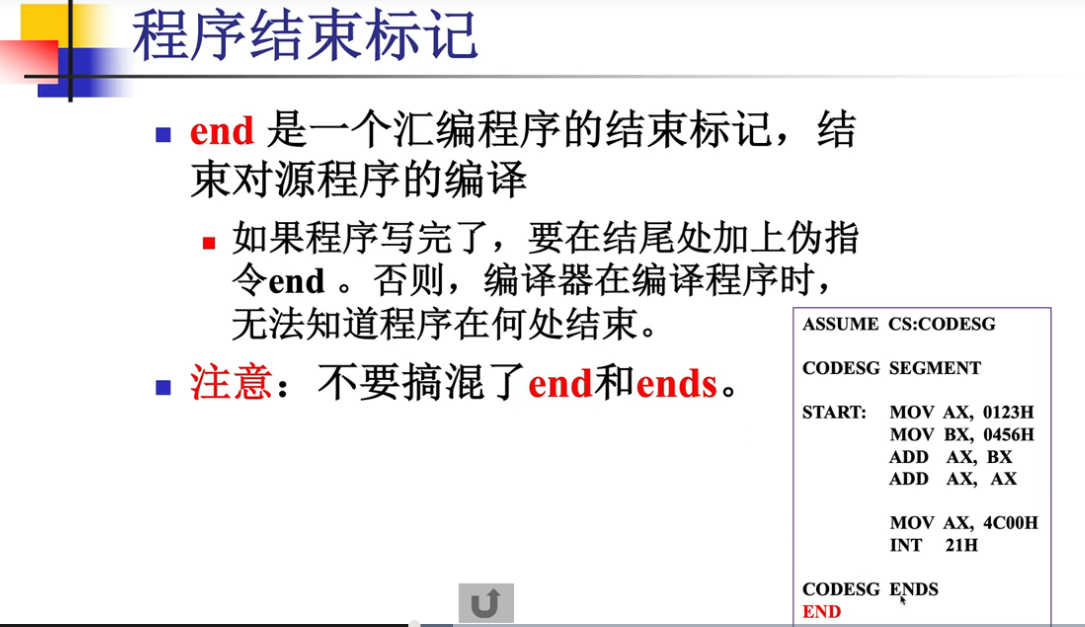 程序结束标记
end 是一个汇编程序的结束标记，结
束对源程序的编译
如果程序写完了，要在结尾处加上伪指
令end 。否则，编译器在编译程序时，
无法知道程序在何处结束。
注意：不要搞混了end和ends。
ASSUME CS:CODESG
CODESG SEGMENT
START: MOV AX, 0123H
MOV BX, 0456H
ADD AX, BX
ADD AX, AX
MOV AX, 4C00H
INT 21H
CODESG ENDS
END